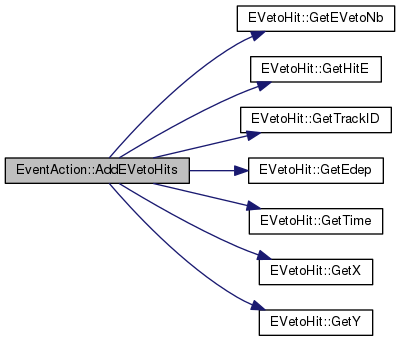 EVetoHit::GetEVetoNb
EVetoHit::GetHitE
EVetoHit::GetTrackID
EventAction::AddEVetoHits
EVetoHit::GetEdep
EVetoHit::GetTime
EVetoHit::GetX
EVetoHit::GetY